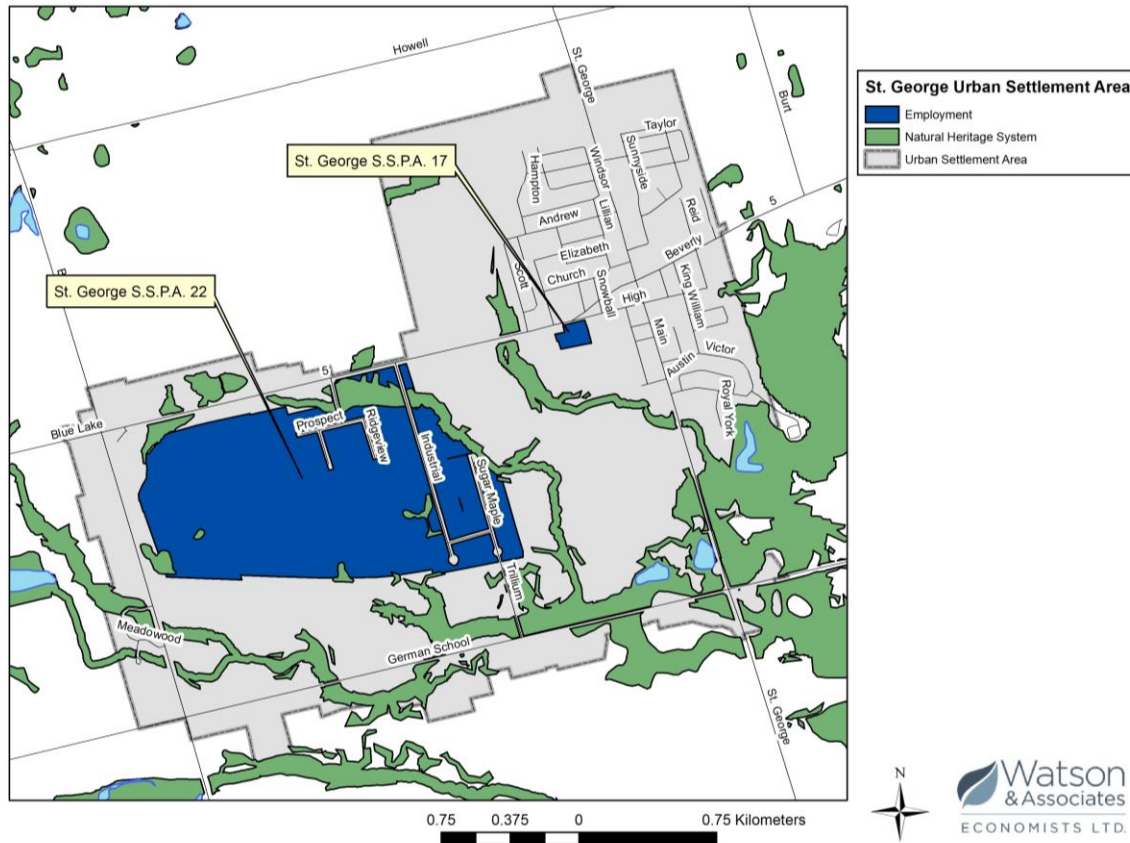 Howell
St. George
Burt
Taylor
St. George S.S.P.A. 17
Hampton
Windsor
Sunnyside
Lillian
Reid
5
Andrew
Elizabeth
Beverly
Scott
Church
Snowball
King William
High
St. George S.S.P.A. 22
Main
Victor
Austin
5
Royal York
Blue Lake
Prospect
Ridgeview
Industrial
Sugar Maple
Trillium
Meadowood
German School
St. George
St. George Urban Settlement Area
Employment
Natural Heritage System
Urban Settlement Area
0.75 0.375 0 0.75 Kilometers
N
Watson
& Associates
ECONOMISTS LTD.